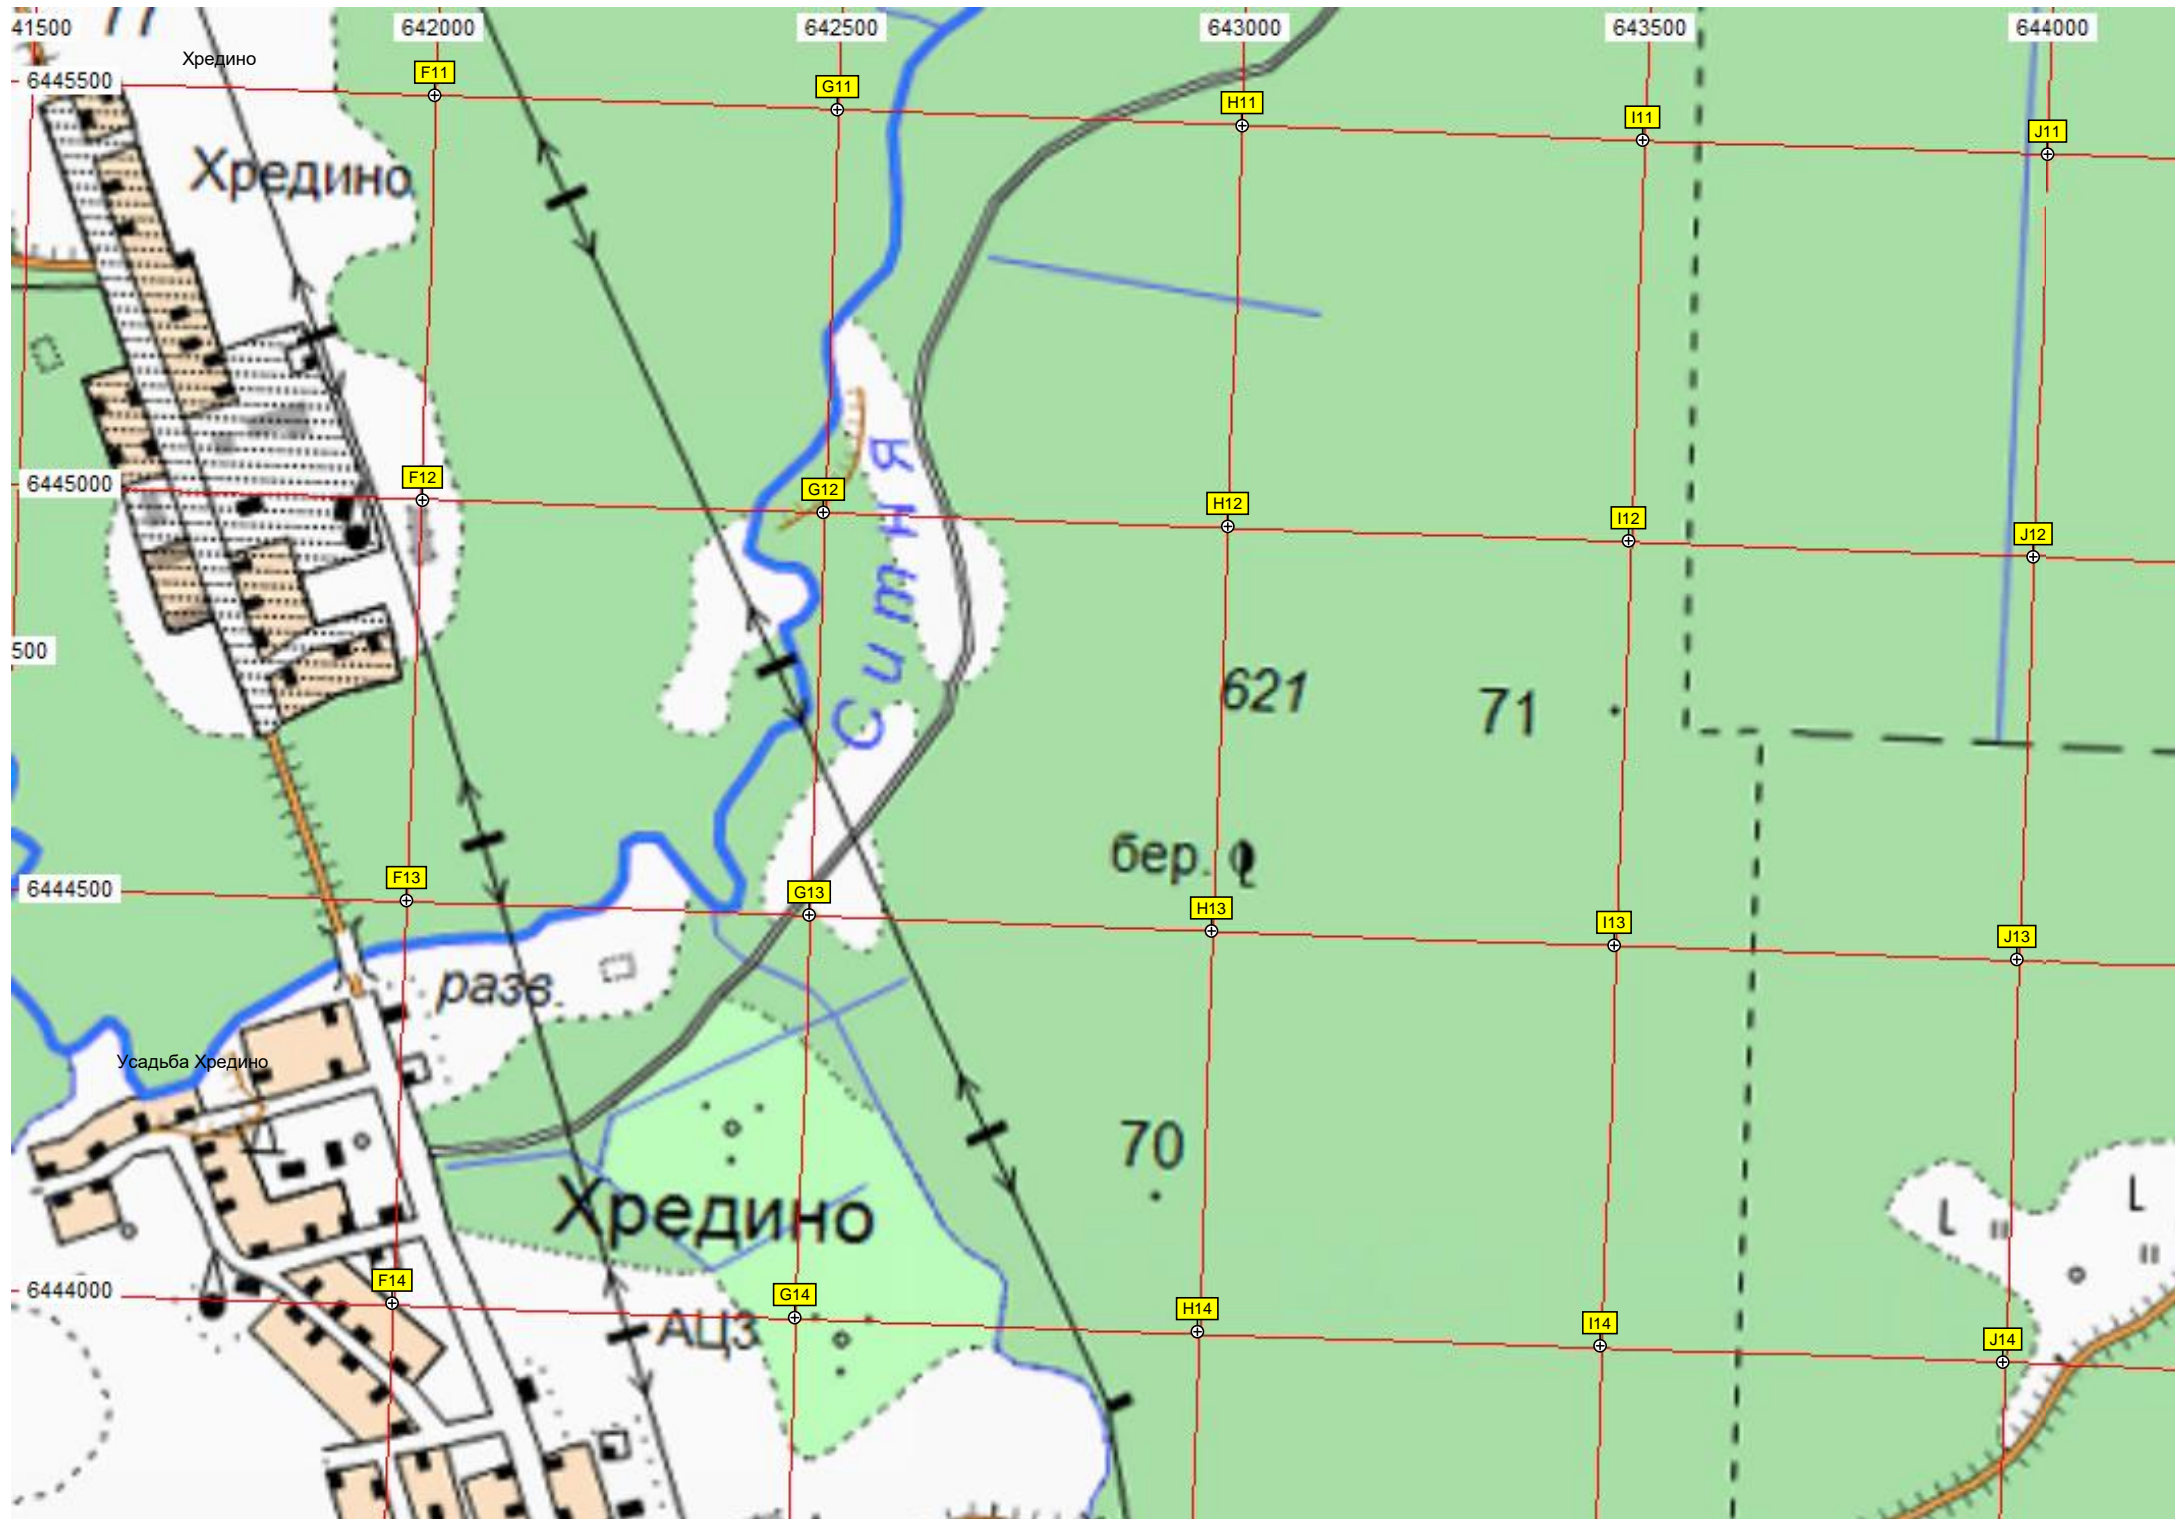 41500 642000 642500 643000 643500 644000
77
Хредино
6445500
F11 G11 H11 I11 J11
Хредино
6445000
F12 G12 H12 I12 J12
Ситня
500
621
71
бер.
6444500
F13 G13 H13 I13 J13
разв.
Усадьба Хредино
70
Хредино
6444000
F14 G14 H14 I14 J14
АЦЗ